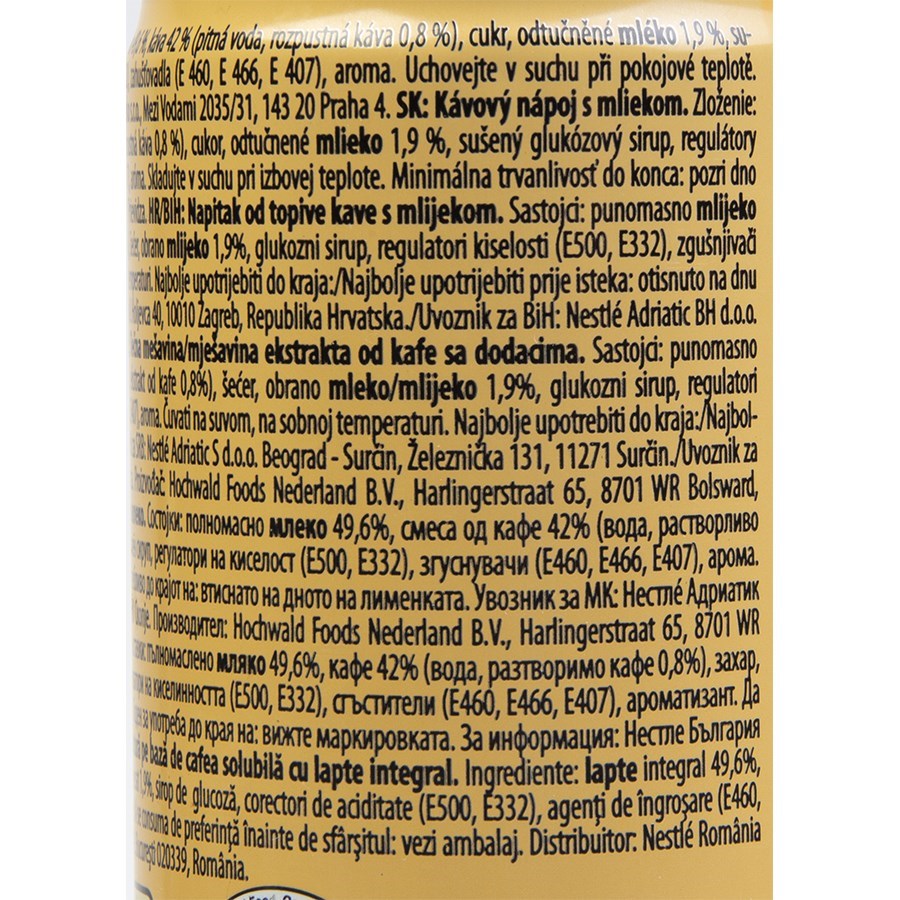 káva 42 % (pitná voda, rozpustná káva 0,8 %), cukr, odtučněné mléko 1,9 %, su-
(E 460, E 466, E 407), aroma. Uchovejte v suchu při pokojové teplotě.
Mezi Vodami 2035/31, 143 20 Praha 4. SK: Kávový nápoj s mliekom. Zloženie:
káva 0,8 %), cukor, odtučnené mlieko 1,9 %, sušený glukózový sirup, regulátory
Skladujte v suchu pri izbovej teplote. Minimálna trvanlivosť do konca: pozri dno
HR/BIH: Napitak od topive kave s mlijekom. Sastojci: punomasno mlijeko
obrano mlijeko 1,9%, glukozni sirup, regulatori kiselosti (E500, E332), zgušnjivači
Najbolje upotrijebiti do kraja:/Najbolje upotrijebiti prije isteka: otisnuto na dnu
40, 10010 Zagreb, Republika Hrvatska./Uvoznik za BiH: Nestlé Adriatic BH d.o.o.
mešavina/mješavina ekstrakta od kafe sa dodacima. Sastojci: punomasno
od kafe 0,8%), šećer, obrano mleko/mlijeko 1,9%, glukozni sirup, regulatori
aroma. Čuvati na suvom, na sobnoj temperaturi. Najbolje upotrebiti do kraja:/Najbol-
SRB: Nestlé Adriatic S d.o.o. Beograd - Surčin, Železnička 131, 11271 Surčin./Uvoznik za
Proizvođač: Hochwald Foods Nederland B.V., Harlingerstraat 65, 8701 WR Bolsward,
Состојки: полномасно млеко 49,6%, смеса од кафе 42% (вода, растворливо
регулатори на киселост (E500, E332), згуснувачи (E460, E466, E407), арома.
до крајот на: втиснато на дното на лименката. Увозник за МК: Нестле Адриатик
Производител: Hochwald Foods Nederland B.V., Harlingerstraat 65, 8701 WR
пълномаслено мляко 49,6%, кафе 42% (вода, разтворимо кафе 0,8%), захар,
на киселинността (E500, E332), сгъстители (E460, E466, E407), ароматизант. Да
за употреба до края на: вижте маркировката. За информация: Нестле България
pe bază de cafea solubilă cu lapte integral. Ingrediente: lapte integral 49,6%,
1,9%, sirop de glucoză, corectori de aciditate (E500, E332), agenţi de îngroşare (E460,
consuma de preferinţă înainte de sfârşitul: vezi ambalaj. Distribuitor: Nestlé România
Bucureşti 020339, România.